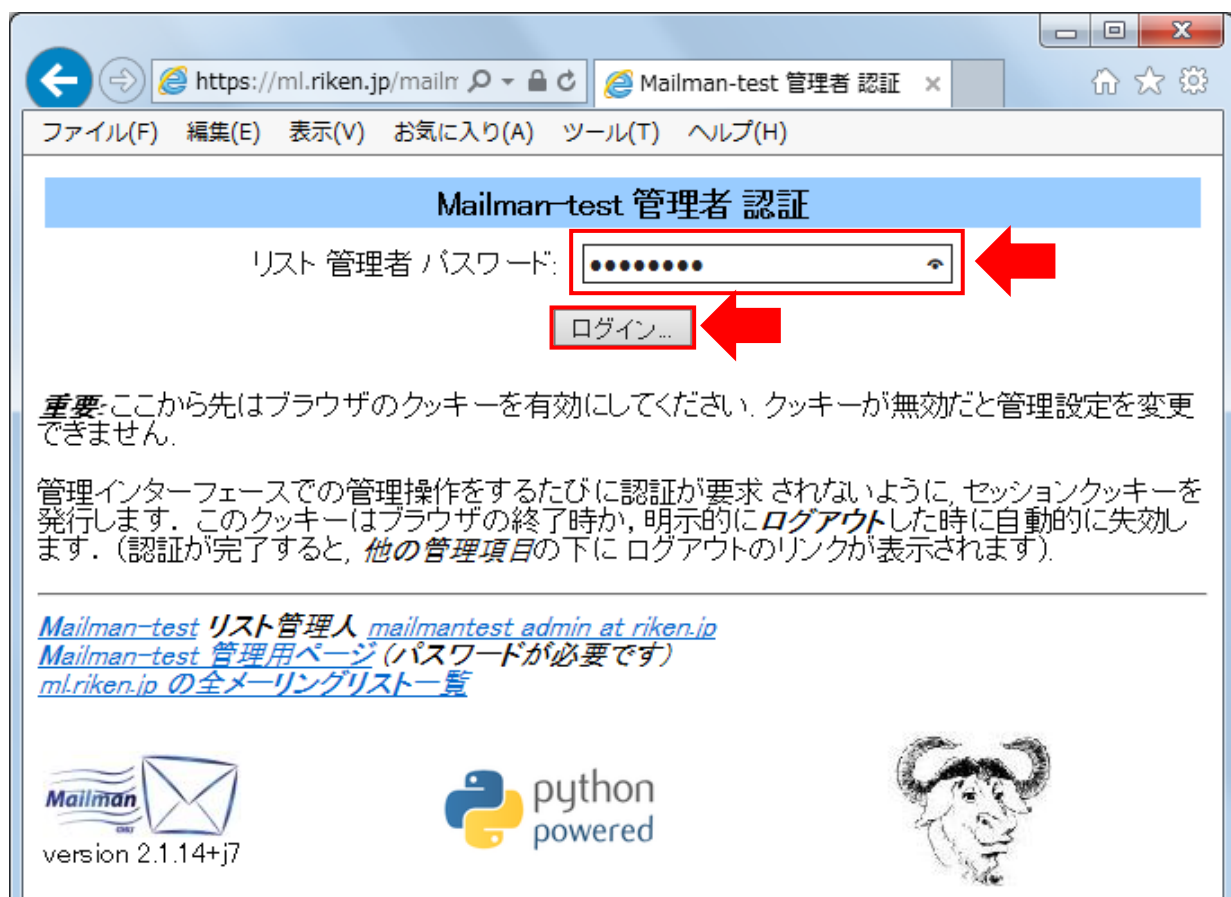 https://ml.riken.jp/mailm
Mailman-test 管理者 認証
ファイル(F) 編集(E) 表示(V) お気に入り(A) ツール(T) ヘルプ(H)
Mailman-test 管理者 認証
リスト 管理者 パスワード:
ログイン...
重要:ここから先はブラウザのクッキーを有効にしてください. クッキーが無効だと管理設定を変更
できません.
管理インターフェースでの管理操作をするたびに認証が要求 されないように, セッションクッキーを
発行します. このクッキーはブラウザの終了時か, 明示的にログアウトした時に自動的に失効し
ます. (認証が完了すると, 他の管理項目の下に ログアウトのリンクが表示されます).
Mailman-test リスト管理人 mailmantest admin at riken.jp
Mailman-test 管理用ページ (パスワードが必要です)
ml.riken.jp の全メーリングリスト一覧
Mailman
python
powered
version 2.1.14+j7